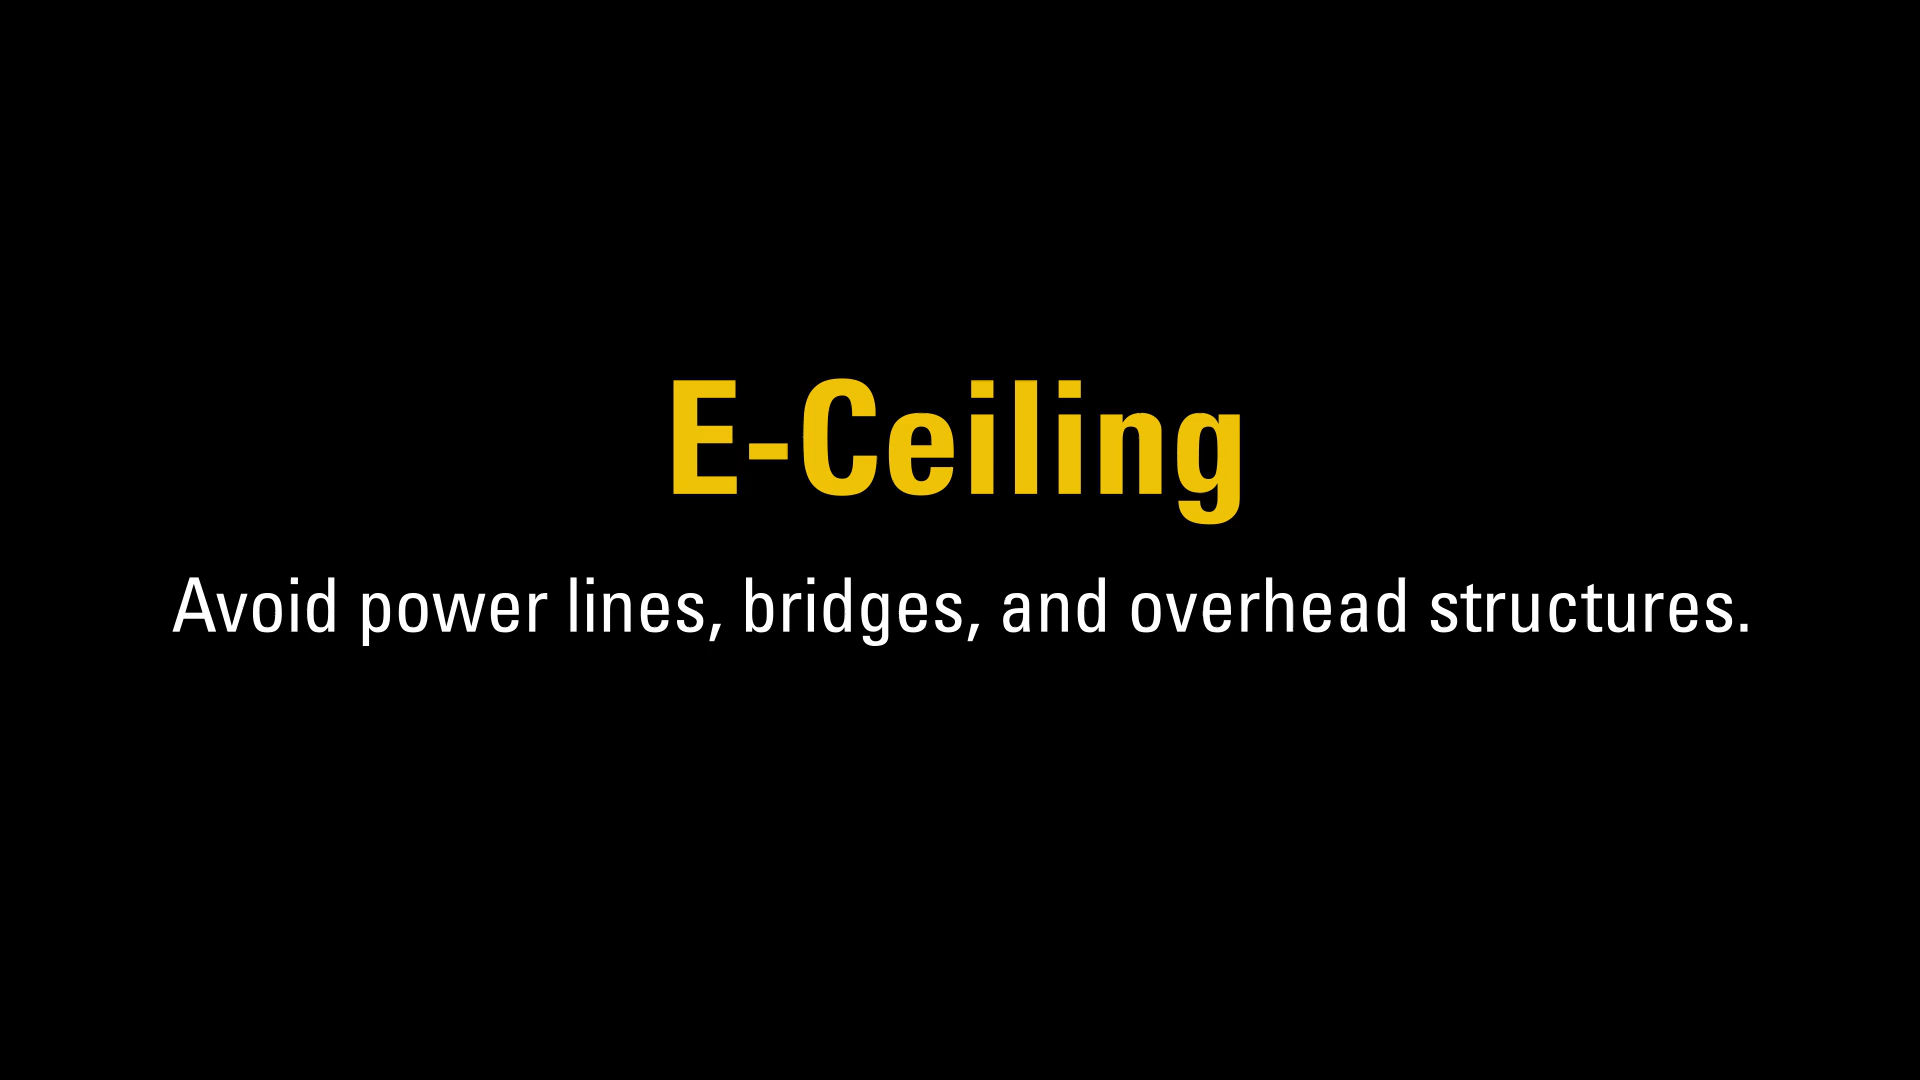 E-Ceiling
Avoid power lines, bridges, and overhead structures.